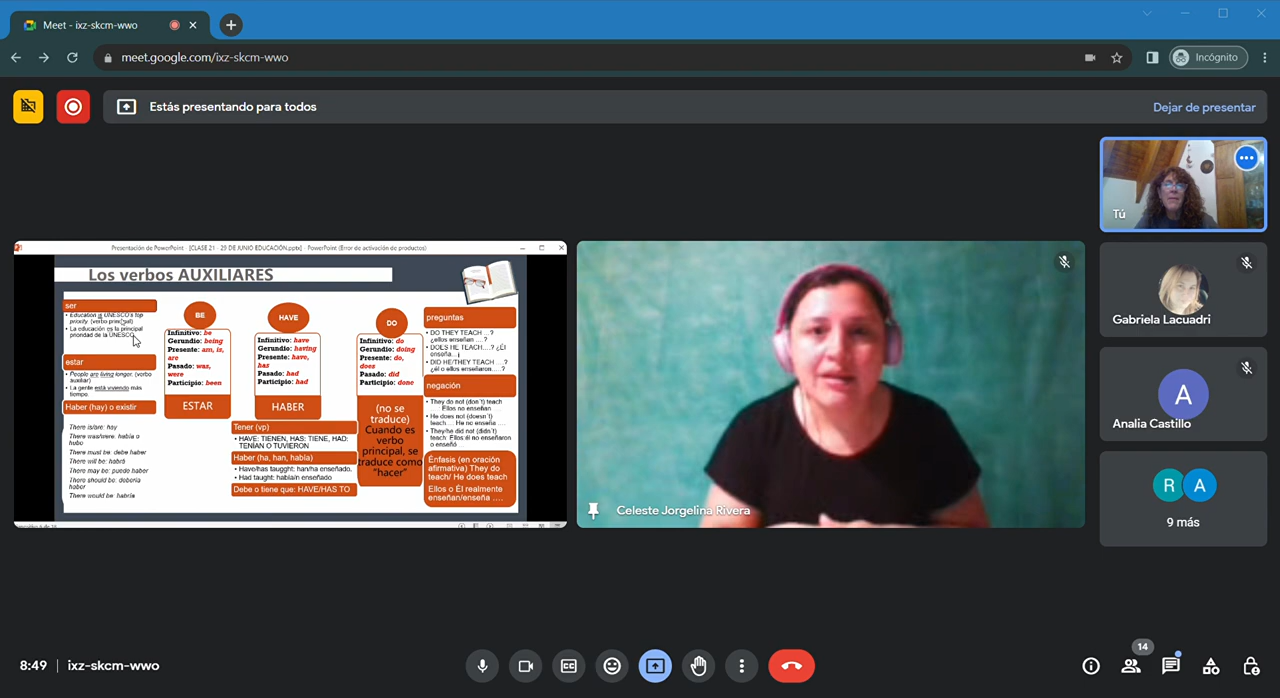 Meet - ixz-skcm-wwo
meet.google.com/ixz-skcm-wwo
Incógnito
Estás presentando para todos
Dejar de presentar
Tú
Gabriela Lacuadri
A
Analia Castillo
R A
9 más
Presentación de PowerPoint - [CLASE 21 - 29 DE JUNIO EDUCACIÓN.pptx] - PowerPoint (Error de activación de productos)
Los verbos AUXILIARES
ser
• Education is UNESCO's top
priority. (verbo principal)
• La educación es la principal
prioridad de la UNESCO.
estar
• People are living longer. (verbo
auxiliar)
• La gente está viviendo más
tiempo.
Haber (hay) o existir
There is/are: hay
There was/were: había o
hubo
There must be: debe haber
There will be: habrá
There may be: puede haber
There should be: debería
haber
There would be: habría
BE
Infinitivo: be
Gerundio: being
Presente: am, is,
are
Pasado: was,
were
Participio: been
ESTAR
HAVE
Infinitivo: have
Gerundio: having
Presente: have,
has
Pasado: had
Participio: had
HABER
Tener (vp)
• HAVE: TIENEN, HAS: TIENE, HAD:
TENÍAN O TUVIERON
Haber (ha, han, había)
• Have/has taught: han/ha enseñado.
• Had taught: había/n enseñado
Debe o tiene que: HAVE/HAS TO
DO
Infinitivo: do
Gerundio: doing
Presente: do,
does
Pasado: did
Participio: done
(no se
traduce)
Cuando es
verbo
principal, se
traduce como
"hacer"
preguntas
• DO THEY TEACH ...?
¿ellos enseñan ....?
• DOES HE TEACH....? ¿Él
enseña...
• DID HE/THEY TEACH ....?
¿él o ellos enseñaron.....?
negación
• They do not (don´t) teach
.... Ellos no enseñan
• He does not (doesn´t)
teach.... He no enseña ....
• They/he did not (didn´t)
teach: Ellos él no enseñaron
o enseñó ...
Énfasis (en oración
afirmativa) They do
teach/ He does teach
Ellos o Él realmente
enseñan/enseña ....
Celeste Jorgelina Rivera
8:49 | ixz-skcm-wwo
14